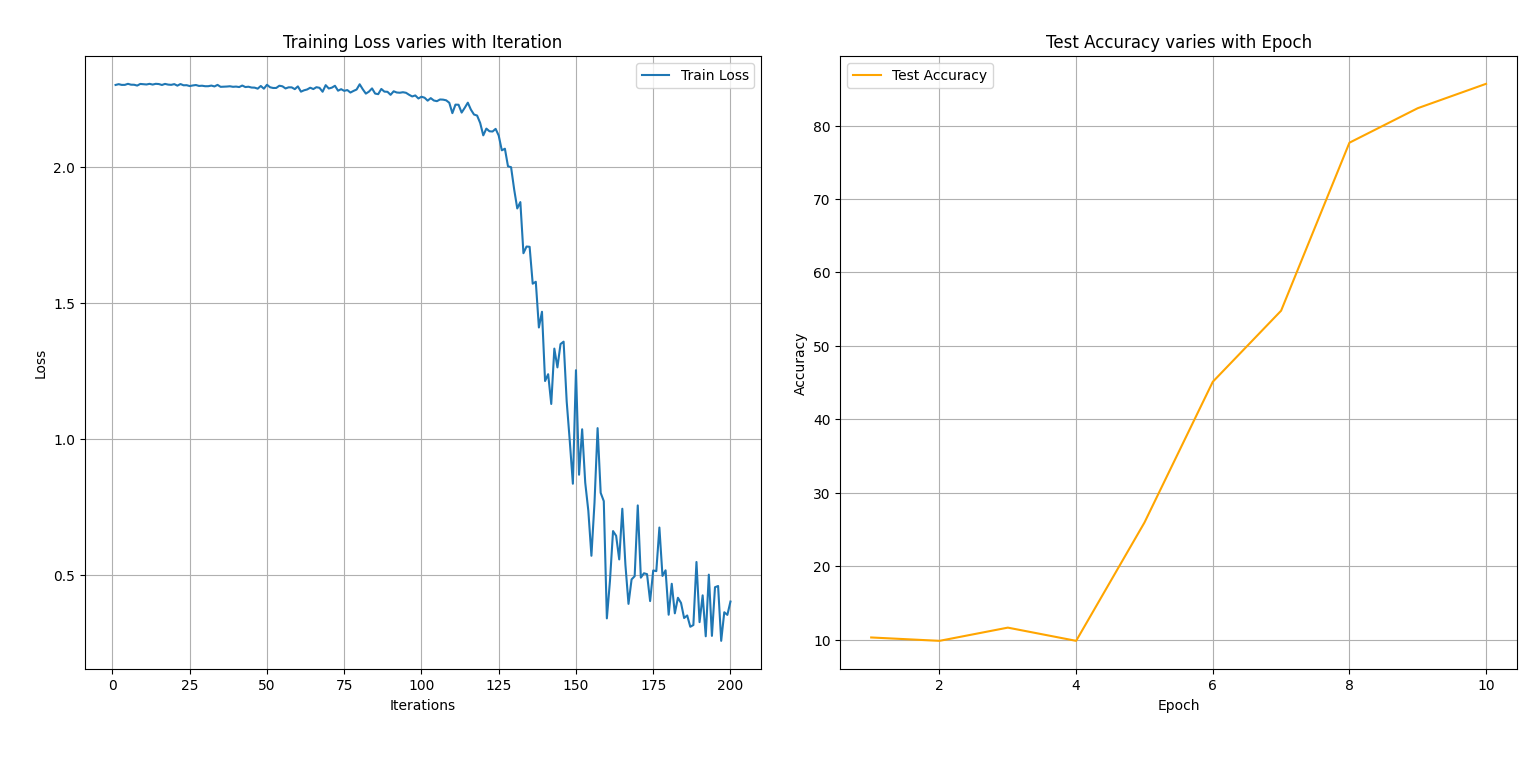 Training Loss varies with Iteration
Train Loss
2.0
1.5
1.0
0.5
Loss
0 25 50 75 100 125 150 175 200
Iterations
Test Accuracy varies with Epoch
Test Accuracy
80
70
60
50
40
30
20
10
Accuracy
2 4 6 8 10
Epoch